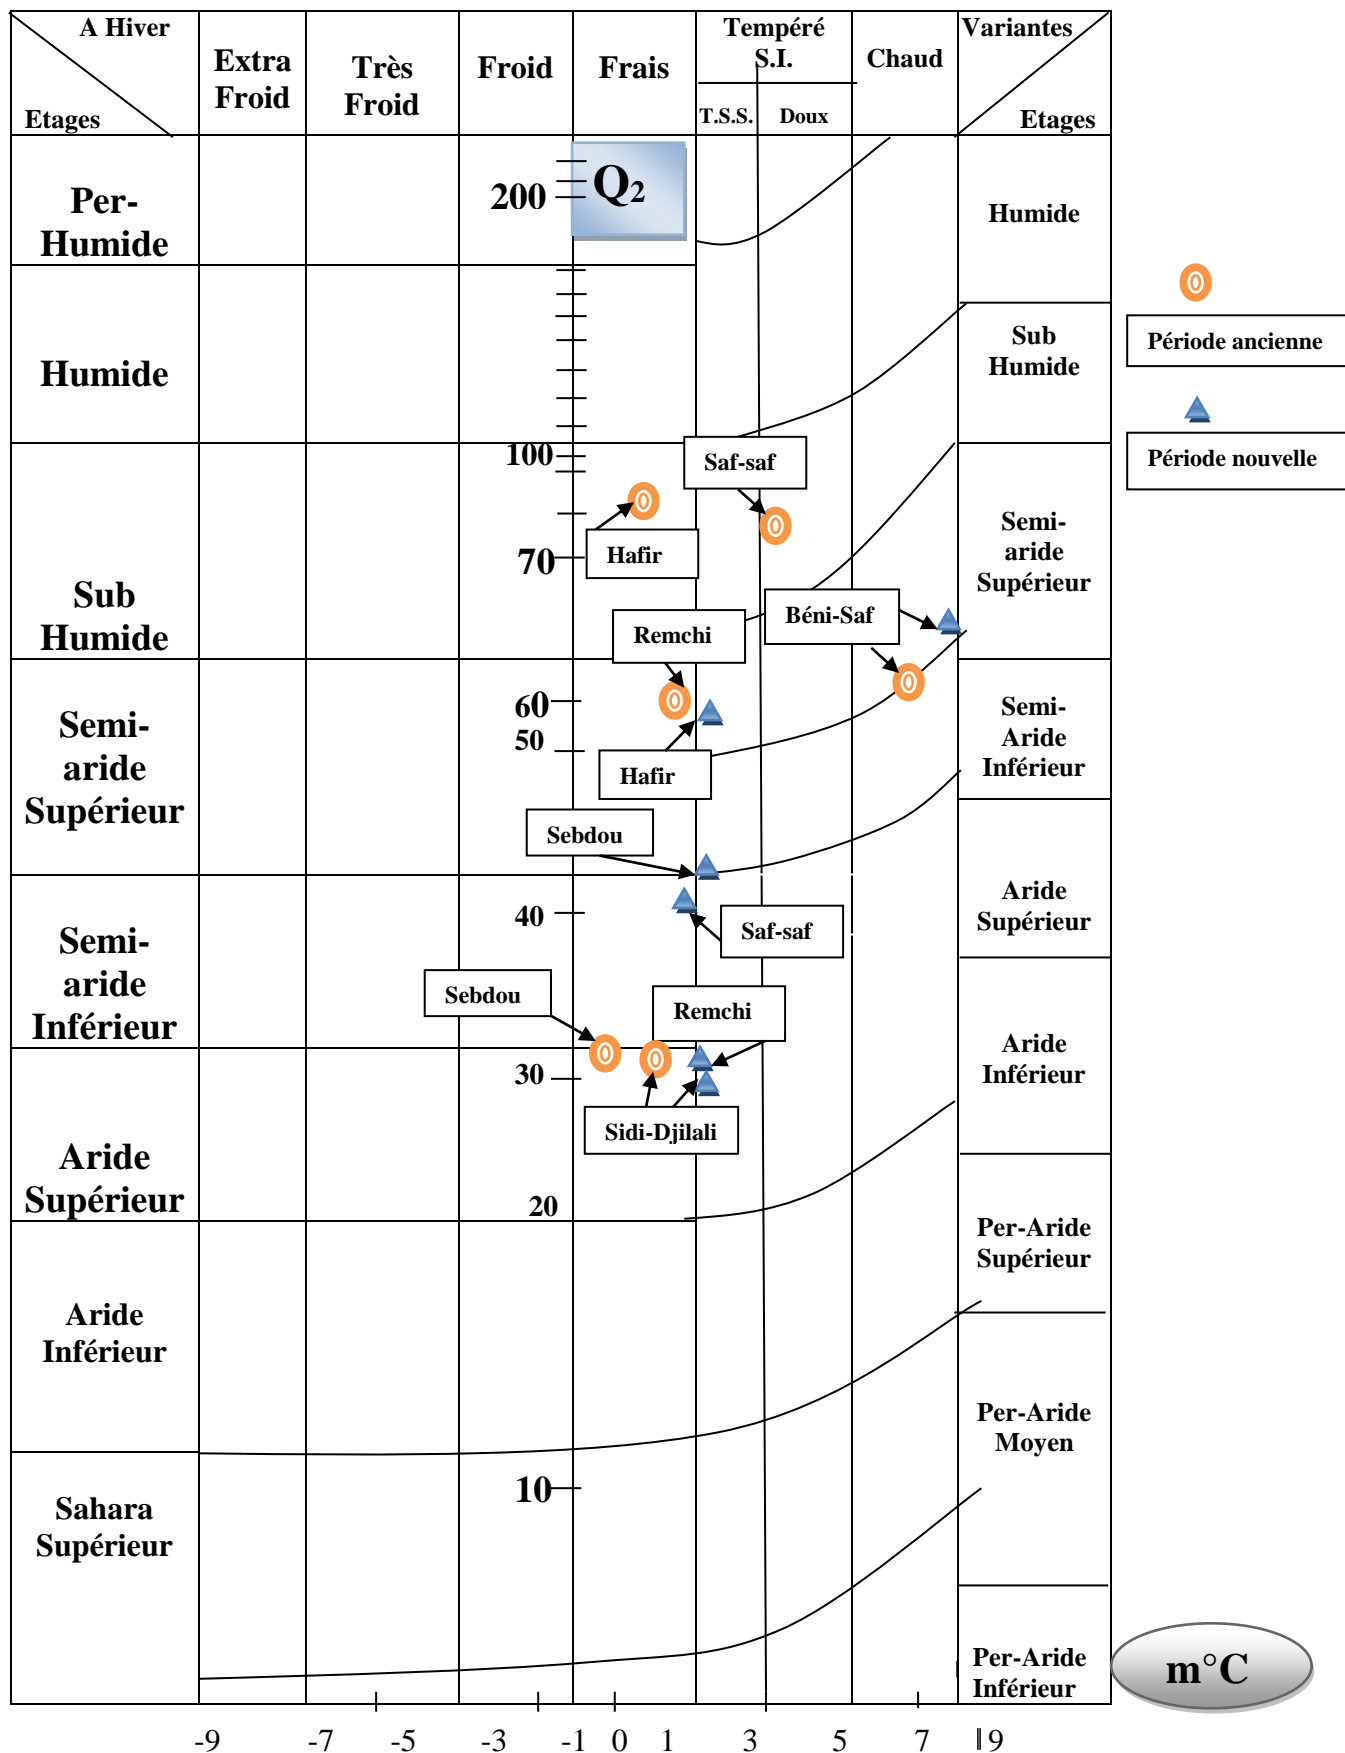 A Hiver
Etages
Extra
Froid
Très
Froid
Froid
Frais
Tempéré
S.I.
T.S.S.
Doux
Chaud
Variantes
Etages
Per-
Humide
200
Q2
Humide
Humide
Sub
Humide
Période ancienne
Période nouvelle
100
Saf-saf
Hafir
70
Semi-
aride
Supérieur
Sub
Humide
Remchi
Béni-Saf
60
50
Hafir
Semi-
aride
Supérieur
Semi-
Aride
Inférieur
Sebdou
40
Saf-saf
Aride
Supérieur
Semi-
aride
Inférieur
Sebdou
Remchi
Aride
Inférieur
30
Sidi-Djilali
Aride
Supérieur
20
Per-Aride
Supérieur
Aride
Inférieur
Per-Aride
Moyen
10
Sahara
Supérieur
Per-Aride
Inférieur
m°C
-9 -7 -5 -3 -1 0 1 3 5 7 9